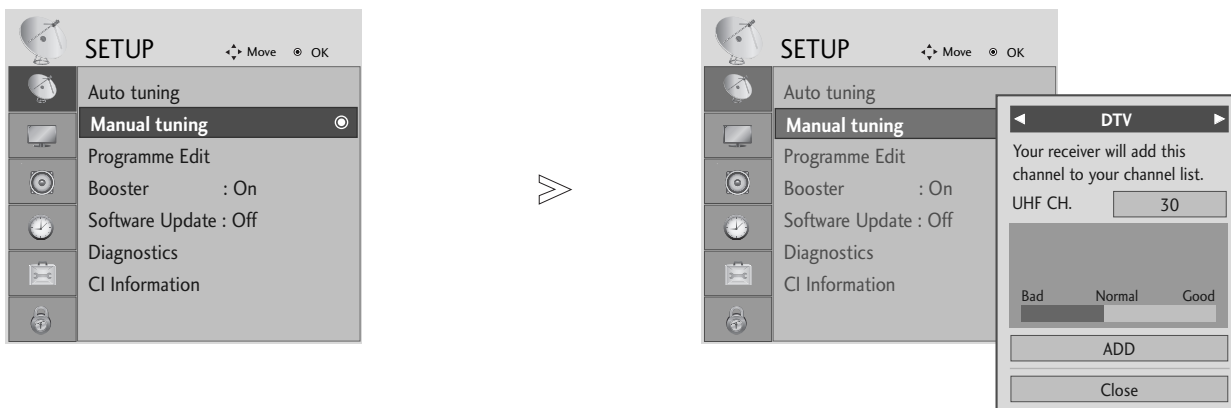 SETUP Move OK
Auto tuning
Manual tuning
Programme Edit
Booster : On
Software Update : Off
Diagnostics
CI Information
SETUP Move OK
Auto tuning
Manual tuning
Programme Edit
Booster : On
Software Update : Off
Diagnostics
CI Information
DTV
Your receiver will add this
channel to your channel list.
UHF CH. 30
Bad Normal Good
ADD
Close